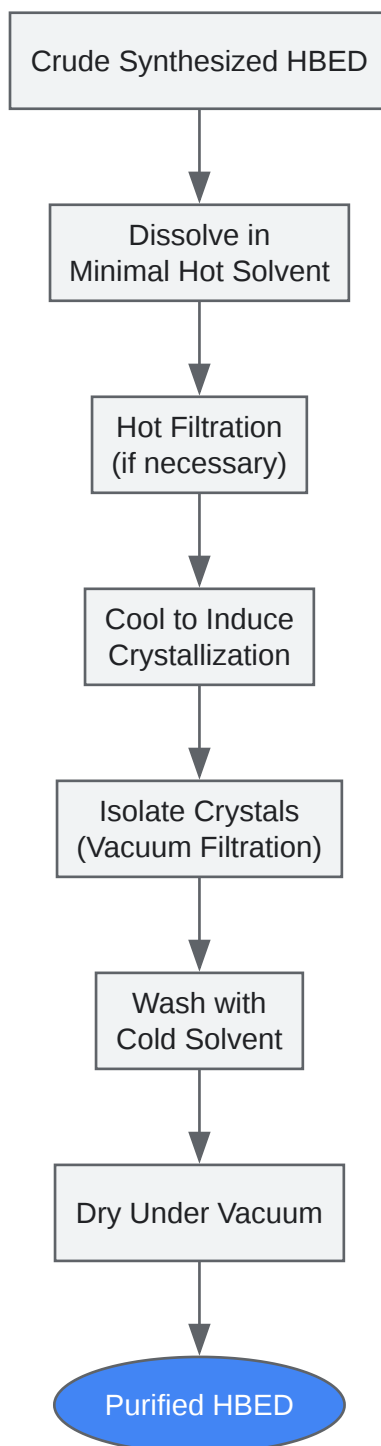 Crude Synthesized HBED
Dissolve in
Minimal Hot Solvent
Hot Filtration
(if necessary)
Cool to Induce
Crystallization
Isolate Crystals
(Vacuum Filtration)
Wash with
Cold Solvent
Dry Under Vacuum
Purified HBED